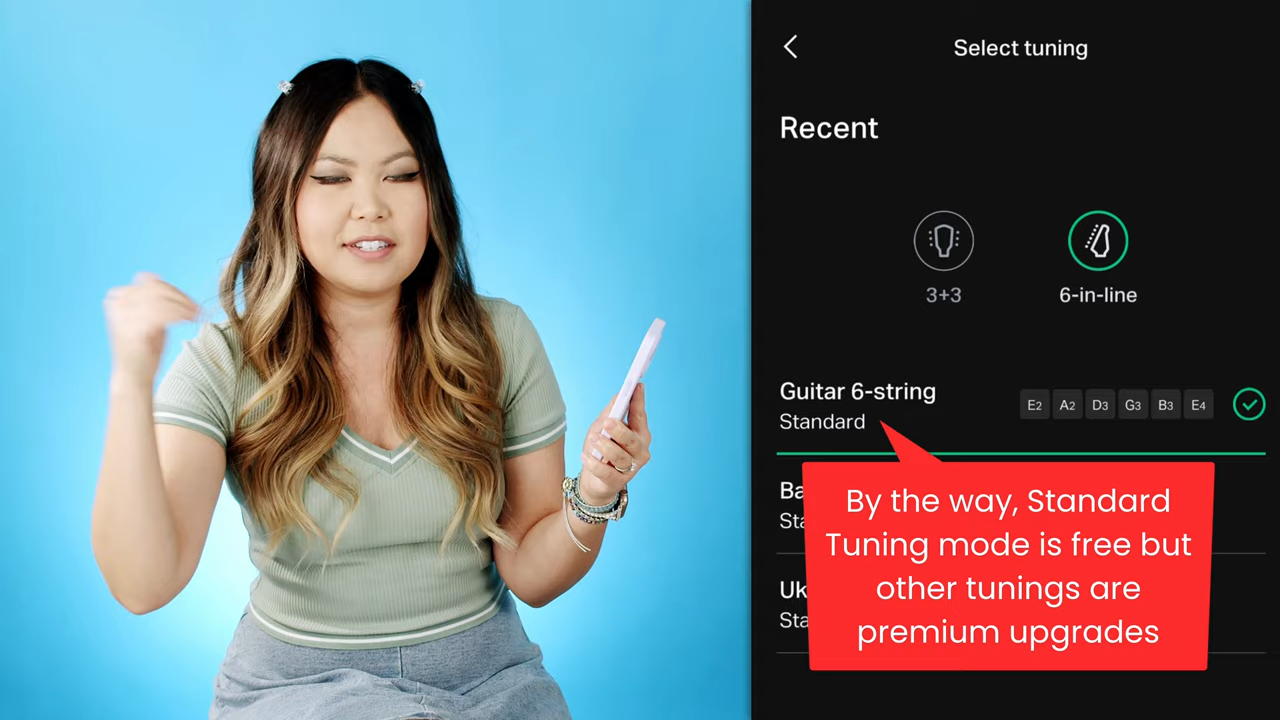 Select tuning
Recent
3+3
6-in-line
Guitar 6-string
Standard
E2 A2 D3 G3 B3 E4
By the way, Standard
Tuning mode is free but
other tunings are
premium upgrades